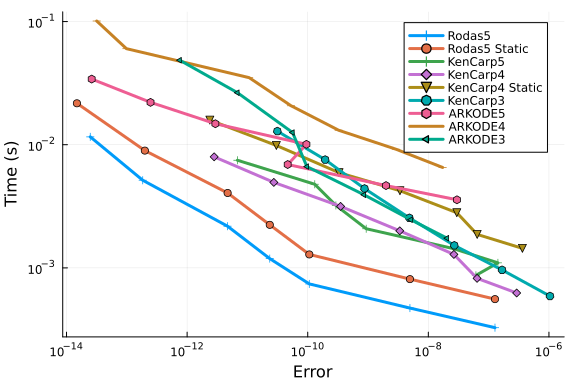 10⁻¹
10⁻²
10⁻³
Time (s)
Rodas5
Rodas5 Static
KenCarp5
KenCarp4
KenCarp4 Static
KenCarp3
ARKODE5
ARKODE4
ARKODE3
10⁻¹⁴ 10⁻¹² 10⁻¹⁰ 10⁻⁸ 10⁻⁶
Error